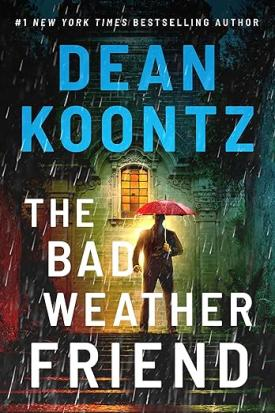 #1 NEW YORK TIMES BESTSELLING AUTHOR
DEAN
KOONTZ
THE
BAD
WEATHER
FRIEND